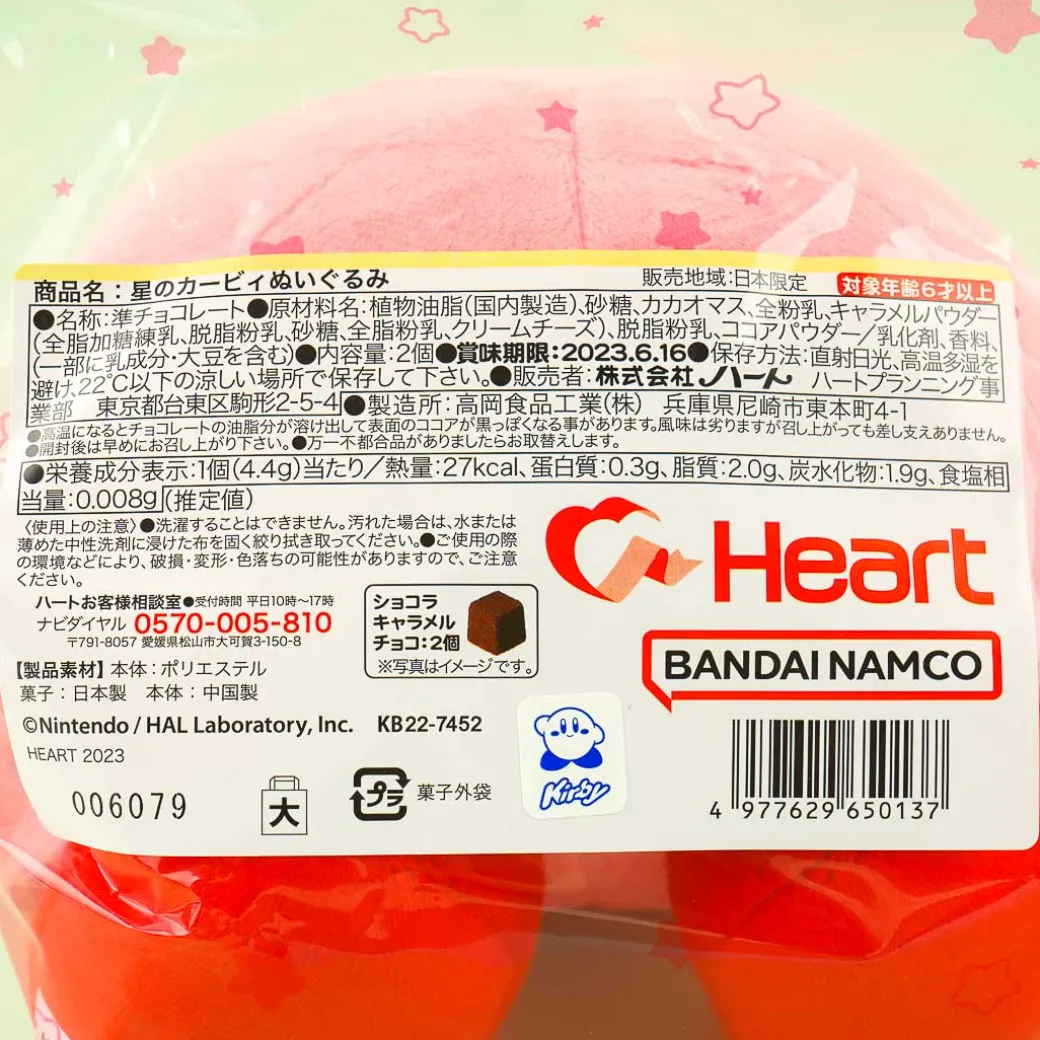 商品名：星のカービィぬいぐるみ 販売地域：日本限定 対象年齢6才以上
●名称：準チョコレート●原材料名：植物油脂(国内製造)、砂糖、カカオマス、全粉乳、キャラメルパウダー
(全脂加糖練乳、脱脂粉乳、砂糖、全脂粉乳、クリームチーズ)、脱脂粉乳、ココアパウダー／乳化剤、香料、
(一部に乳成分・大豆を含む)●内容量：2個●賞味期限：2023.6.16●保存方法：直射日光、高温多湿を
避け、22℃以下の涼しい場所で保存して下さい。●販売者：株式会社ハート ハートプランニング事
業部 東京都台東区駒形2-5-4●製造所：高岡食品工業(株) 兵庫県尼崎市東本町4-1
●高温になるとチョコレートの油脂分が溶け出して表面のココアが黒っぽくなる事があります。風味は劣りますが召し上がっても差し支えありません。
●開封後は早めにお召し上がり下さい。●万一不都合品がありましたらお取替えします。
●栄養成分表示：1個(4.4g)当たり／熱量：27kcal、蛋白質：0.3g、脂質：2.0g、炭水化物：1.9g、食塩相
当量：0.008g(推定値)
〈使用上の注意〉●洗濯することはできません。汚れた場合は、水または
薄めた中性洗剤に浸けた布を固く絞り拭き取ってください。●ご使用の際
の環境などにより、破損・変形・色落ちの可能性がありますので、ご注意
ください。
Heart
ハートお客様相談室●受付時間 平日10時〜17時
ナビダイヤル 0570-005-810
〒791-8057 愛媛県松山市大可賀3-150-8
ショコラ
キャラメル
チョコ：2個
※写真はイメージです。
BANDAI NAMCO
【製品素材】本体：ポリエステル
菓子：日本製 本体：中国製
©Nintendo / HAL Laboratory, Inc. KB22-7452
HEART 2023
Kirby
006079
大
プラ 菓子外袋
4 977629 650137